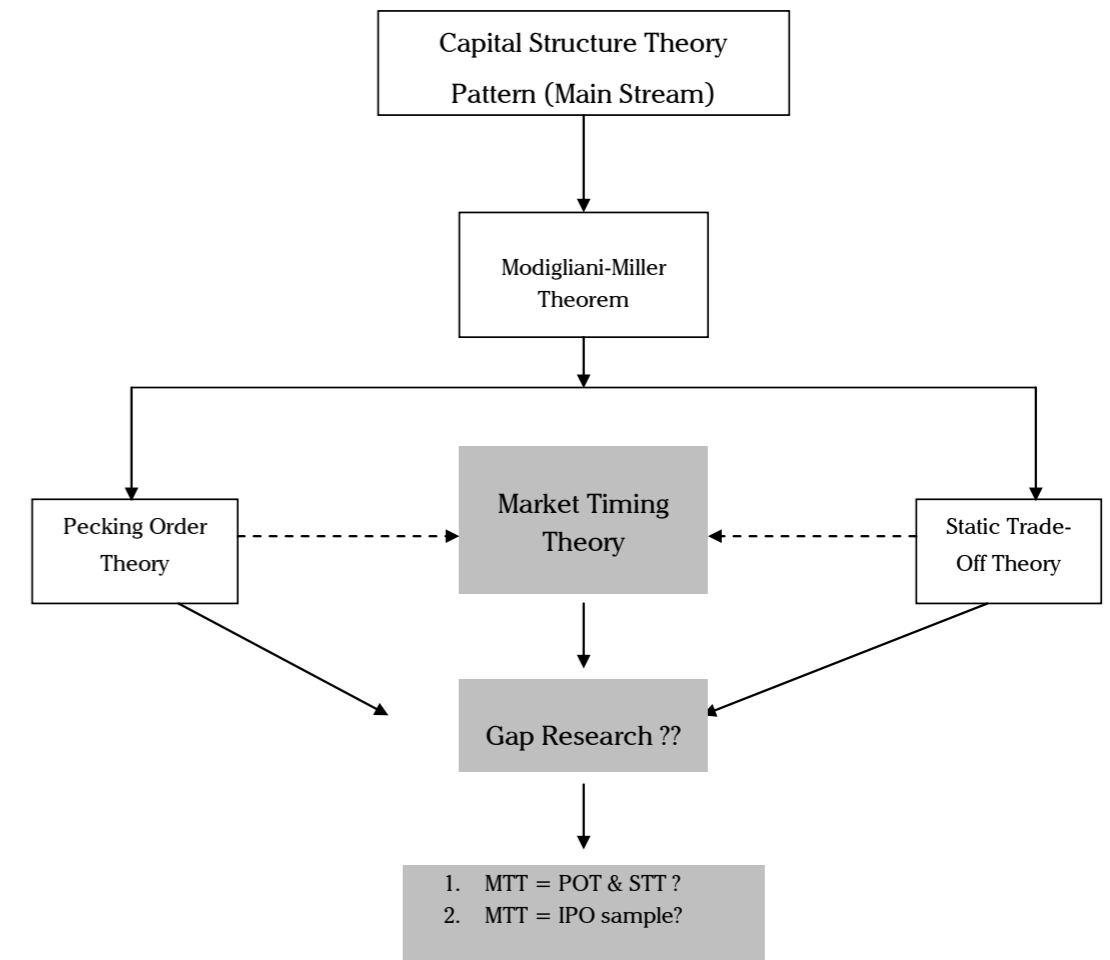 Capital Structure Theory
Pattern (Main Stream)
Modigliani-Miller
Theorem
Market Timing
Theory
Pecking Order
Theory
Static Trade-
Off Theory
Gap Research ??
1. MTT = POT & STT ?
2. MTT = IPO sample?